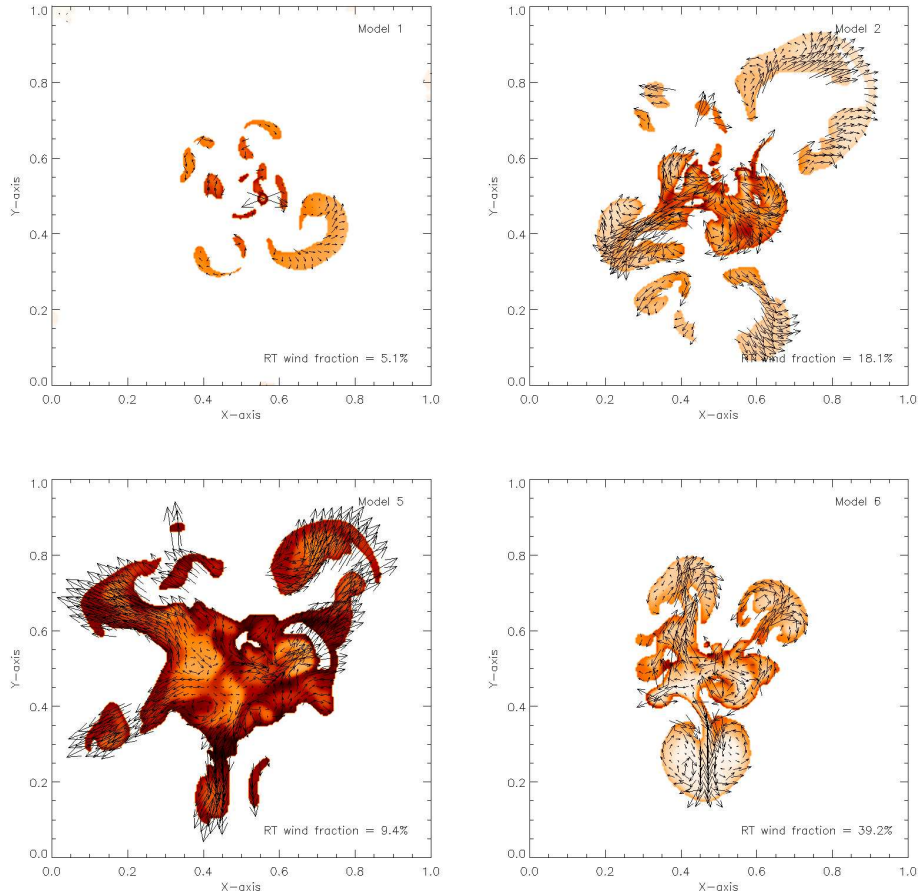 Model 1
1.0
0.8
0.6
0.4
0.2
0.0
Y-axis
RT wind fraction = 5.1%
0.0 0.2 0.4 0.6 0.8 1.0
X-axis
Model 2
1.0
0.8
0.6
0.4
0.2
0.0
Y-axis
RT wind fraction = 18.1%
0.0 0.2 0.4 0.6 0.8 1.0
X-axis
Model 5
1.0
0.8
0.6
0.4
0.2
0.0
Y-axis
RT wind fraction = 9.4%
0.0 0.2 0.4 0.6 0.8 1.0
X-axis
Model 6
1.0
0.8
0.6
0.4
0.2
0.0
Y-axis
RT wind fraction = 39.2%
0.0 0.2 0.4 0.6 0.8 1.0
X-axis